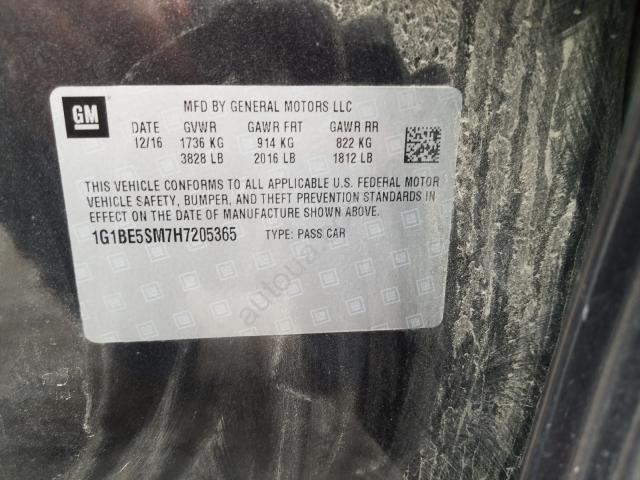 GM
MFD BY GENERAL MOTORS LLC
DATE GVWR GAWR FRT GAWR RR
12/16 1736 KG 914 KG 822 KG
3828 LB 2016 LB 1812 LB
THIS VEHICLE CONFORMS TO ALL APPLICABLE U.S. FEDERAL MOTOR
VEHICLE SAFETY, BUMPER, AND THEFT PREVENTION STANDARDS IN
EFFECT ON THE DATE OF MANUFACTURE SHOWN ABOVE.
1G1BE5SM7H7205365 TYPE: PASS CAR